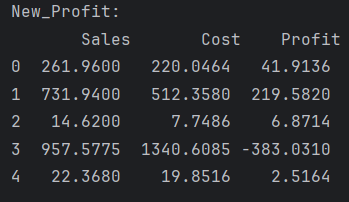 New_Profit:
Sales Cost Profit
0 261.9600 220.0464 41.9136
1 731.9400 512.3580 219.5820
2 14.6200 7.7486 6.8714
3 957.5775 1340.6085 -383.0310
4 22.3680 19.8516 2.5164